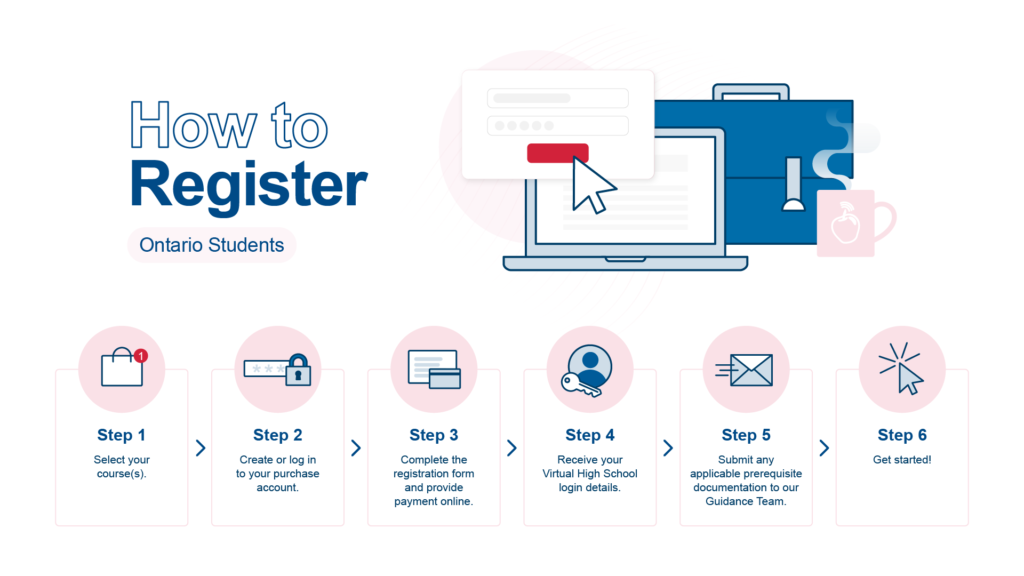 How to
Register
Ontario Students
1
***
Step 1
Select your
course(s).
Step 2
Create or log in
to your purchase
account.
Step 3
Complete the
registration form
and provide
payment online.
Step 4
Receive your
Virtual High School
login details.
Step 5
Submit any
applicable prerequisite
documentation to our
Guidance Team.
Step 6
Get started!